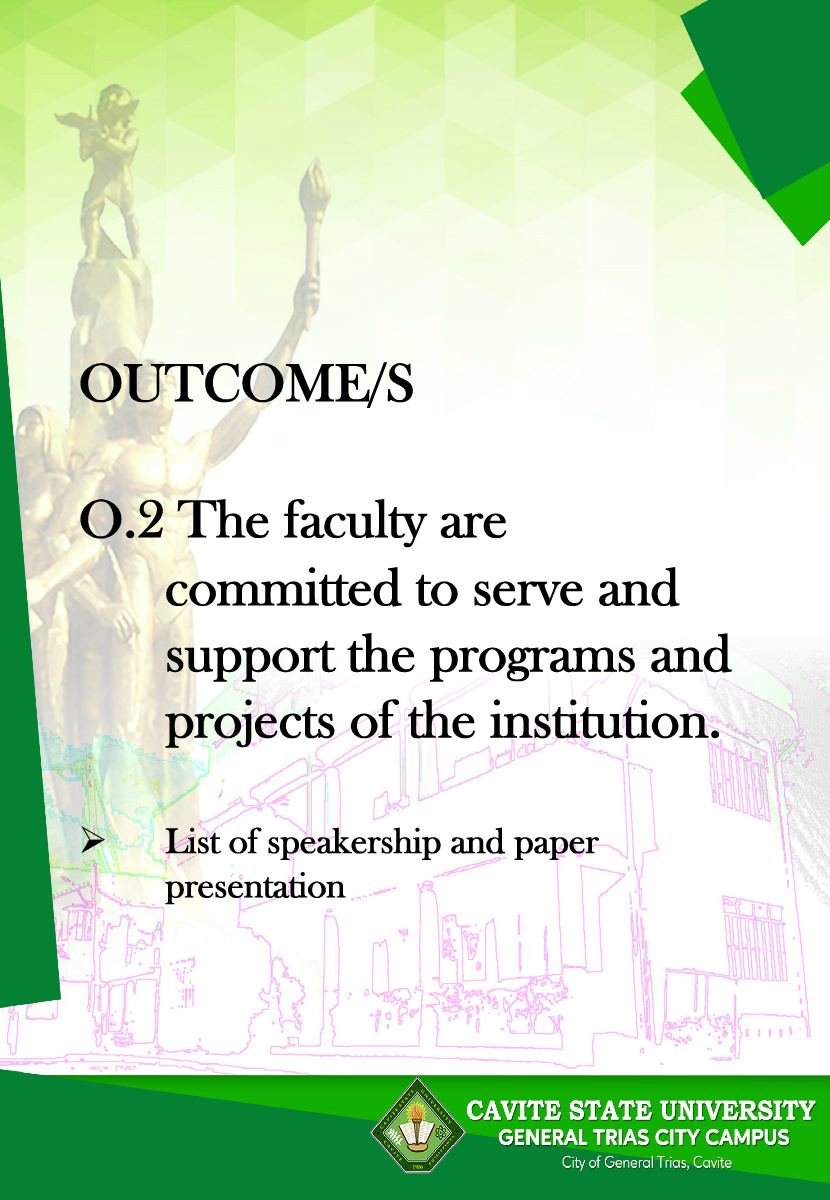 OUTCOME/S
O.2 The faculty are
committed to serve and
support the programs and
projects of the institution.
➢ List of speakership and paper
presentation
CAVITE STATE UNIVERSITY
GENERAL TRIAS CITY CAMPUS
City of General Trias, Cavite
1906